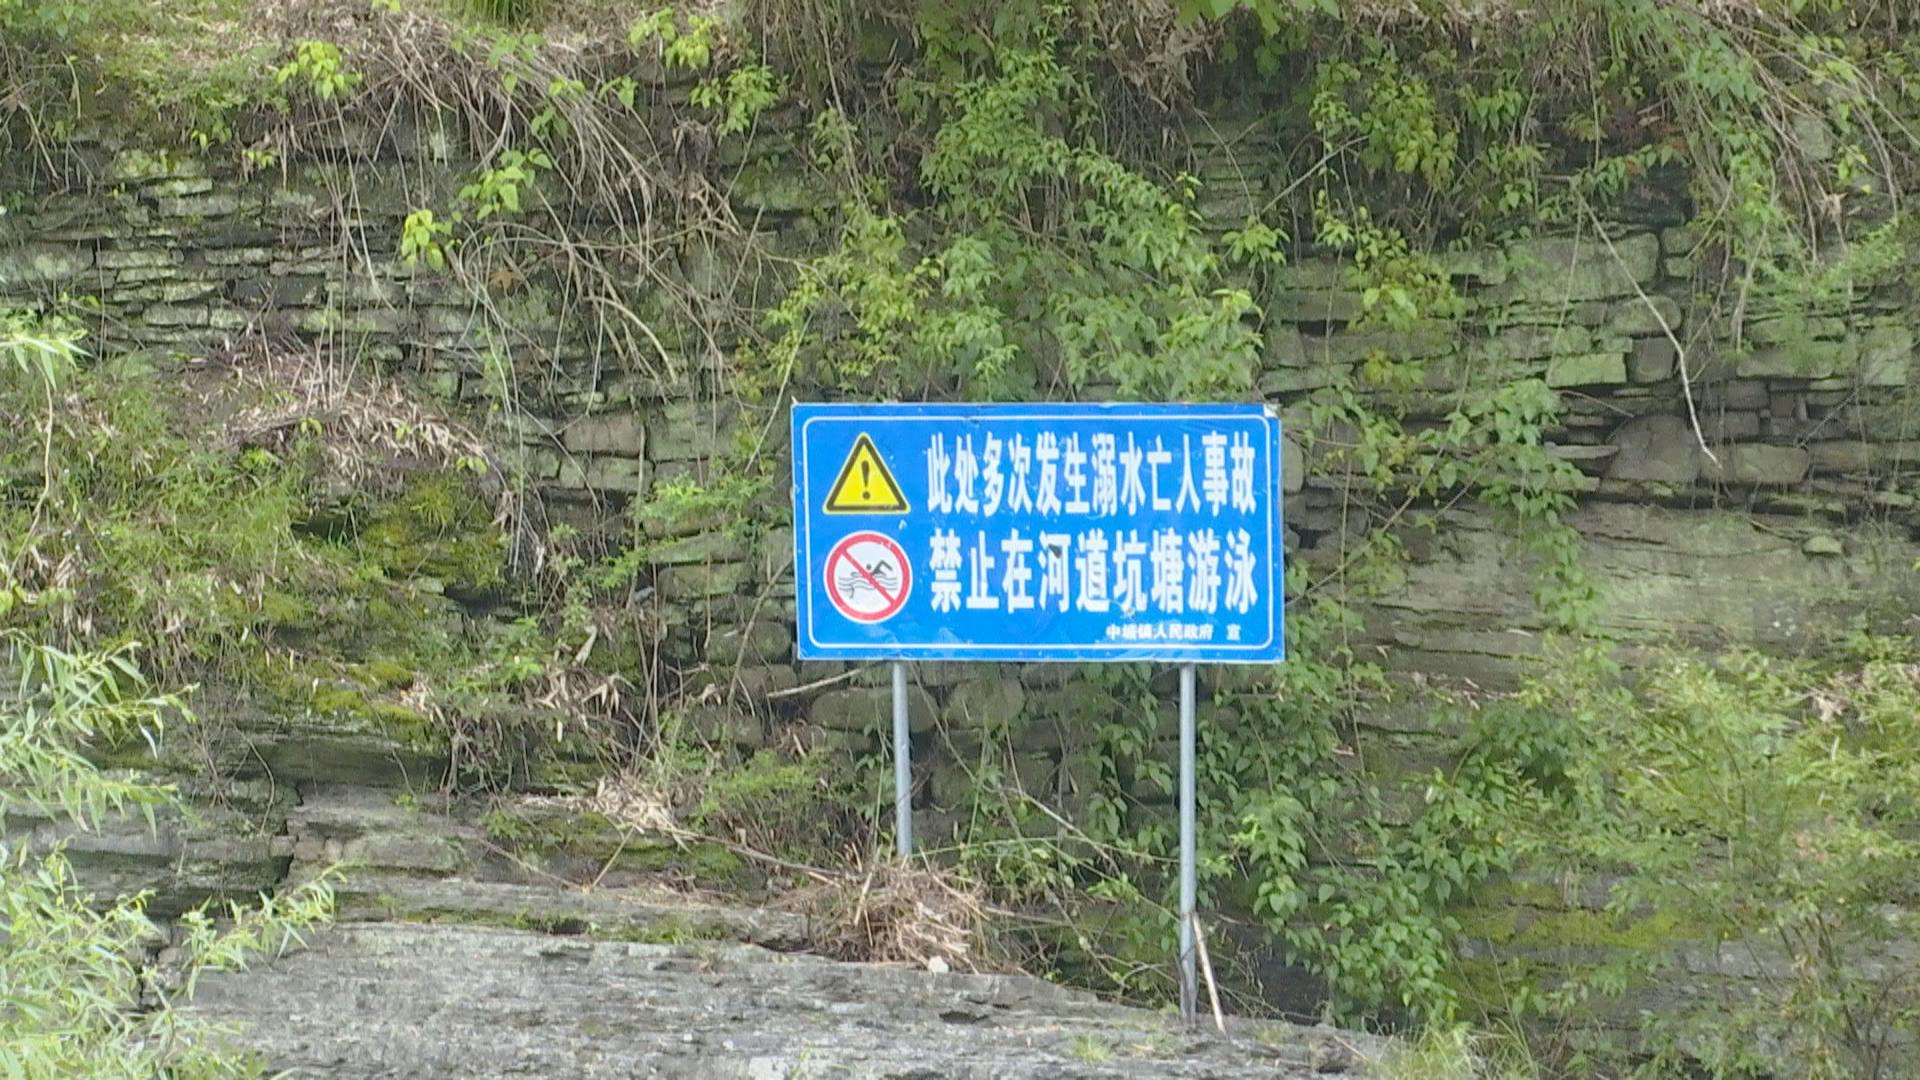 此处多次发生溺水亡人事故
禁止在河道坑塘游泳
中城镇人民政府 宣